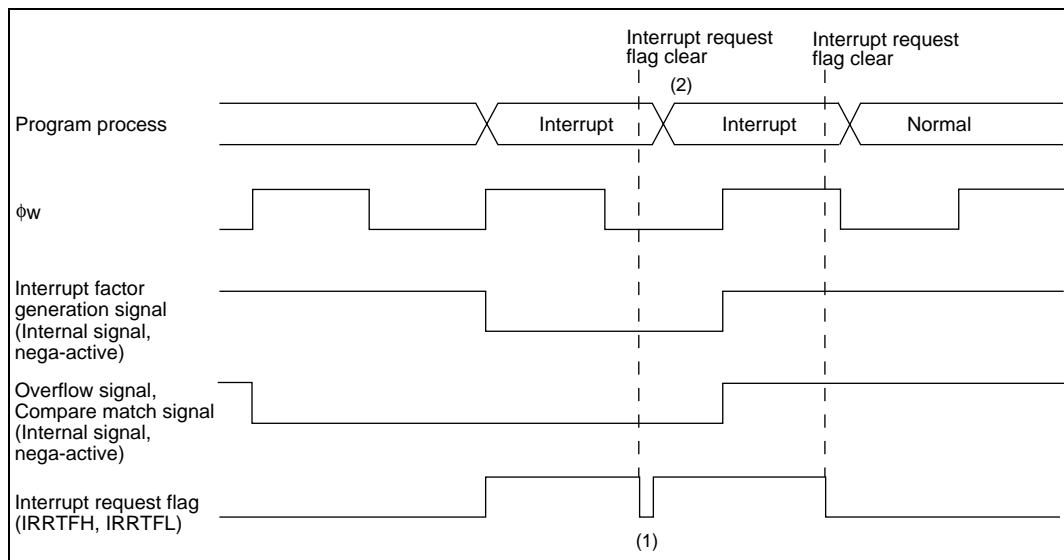 Interrupt request
flag clear
Interrupt request
flag clear
(2)
Program process
Interrupt
Interrupt
Normal
ϕw
Interrupt factor
generation signal
(Internal signal,
nega-active)
Overflow signal,
Compare match signal
(Internal signal,
nega-active)
Interrupt request flag
(IRRTFH, IRRTFL)
(1)